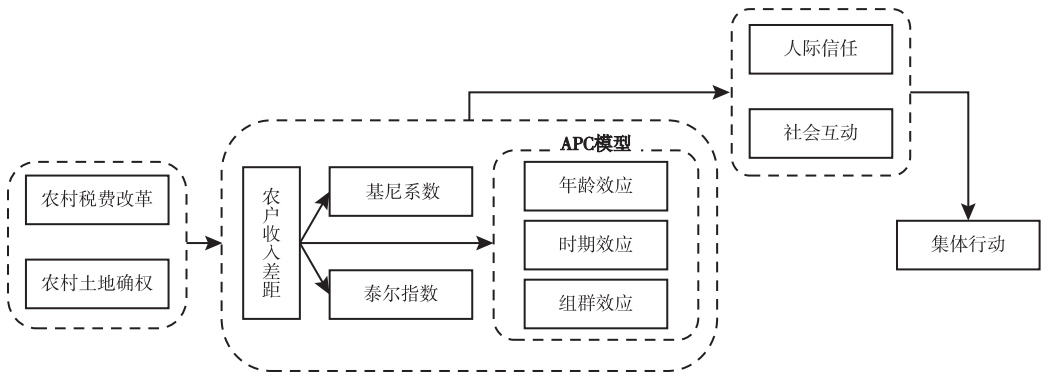 农村税费改革
农村土地确权
农户收入差距
基尼系数
泰尔指数
APC模型
年龄效应
时期效应
组群效应
人际信任
社会互动
集体行动